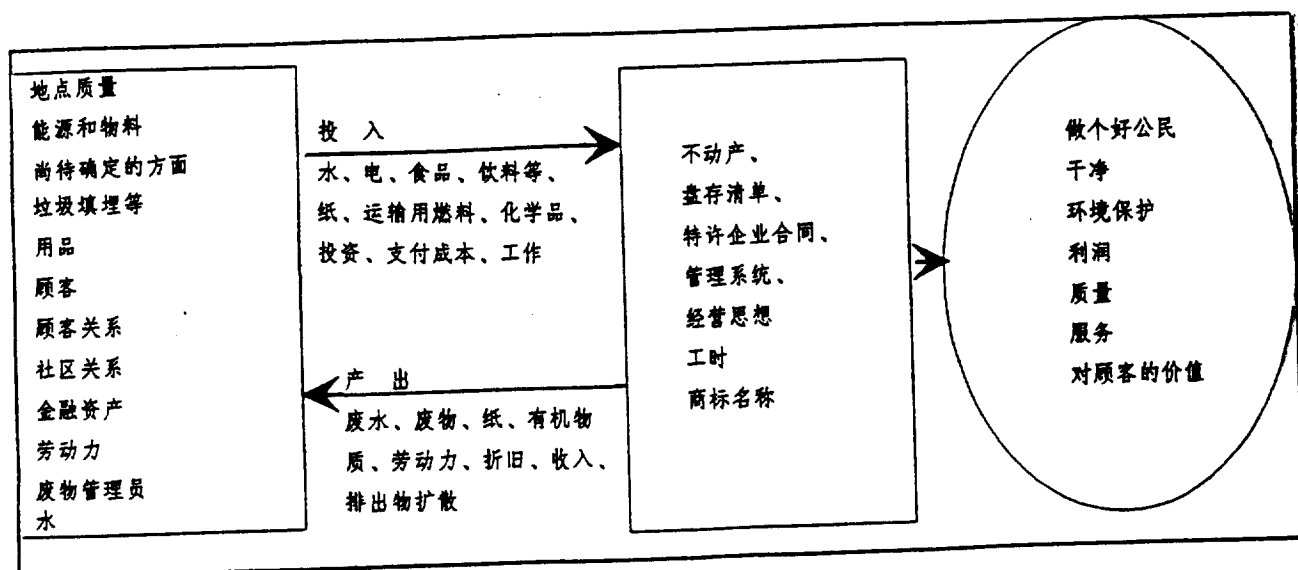 地点质量
能源和物料
尚待确定的方面
垃圾填埋等
用品
顾客
顾客关系
社区关系
金融资产
劳动力
废物管理员
水
投 入
水、电、食品、饮料等、
纸、运输用燃料、化学品、
投资、支付成本、工作
产 出
废水、废物、纸、有机物
质、劳动力、折旧、收入、
排出物扩散
不动产、
盘存清单、
特许企业合同、
管理系统、
经营思想
工时
商标名称
做个好公民
干净
环境保护
利润
质量
服务
对顾客的价值